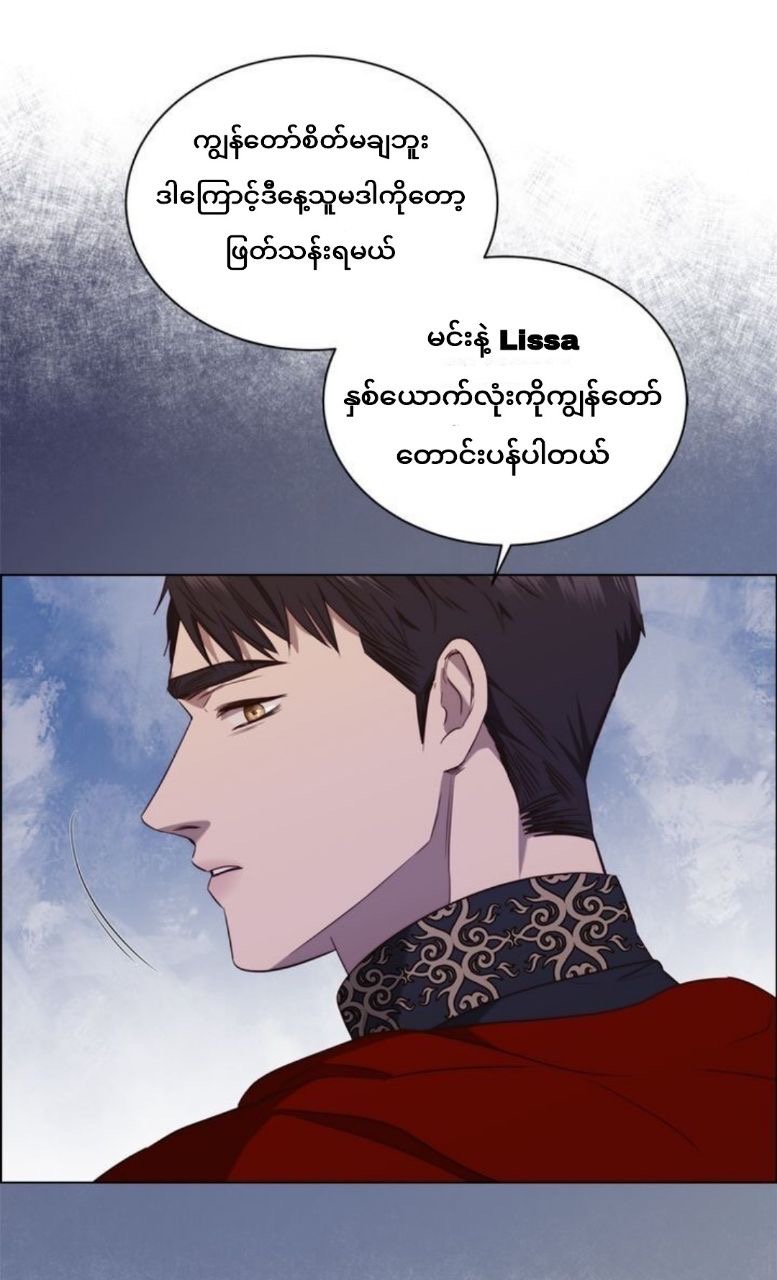 ကျွန်တော်စိတ်မချဘူး
ဒါကြောင့်ဒီနေ့သူမဒါကိုတော့
ဖြတ်သန်းရမယ်
မင်းနဲ့ Lissa
နှစ်ယောက်လုံးကိုကျွန်တော်
တောင်းပန်ပါတယ်